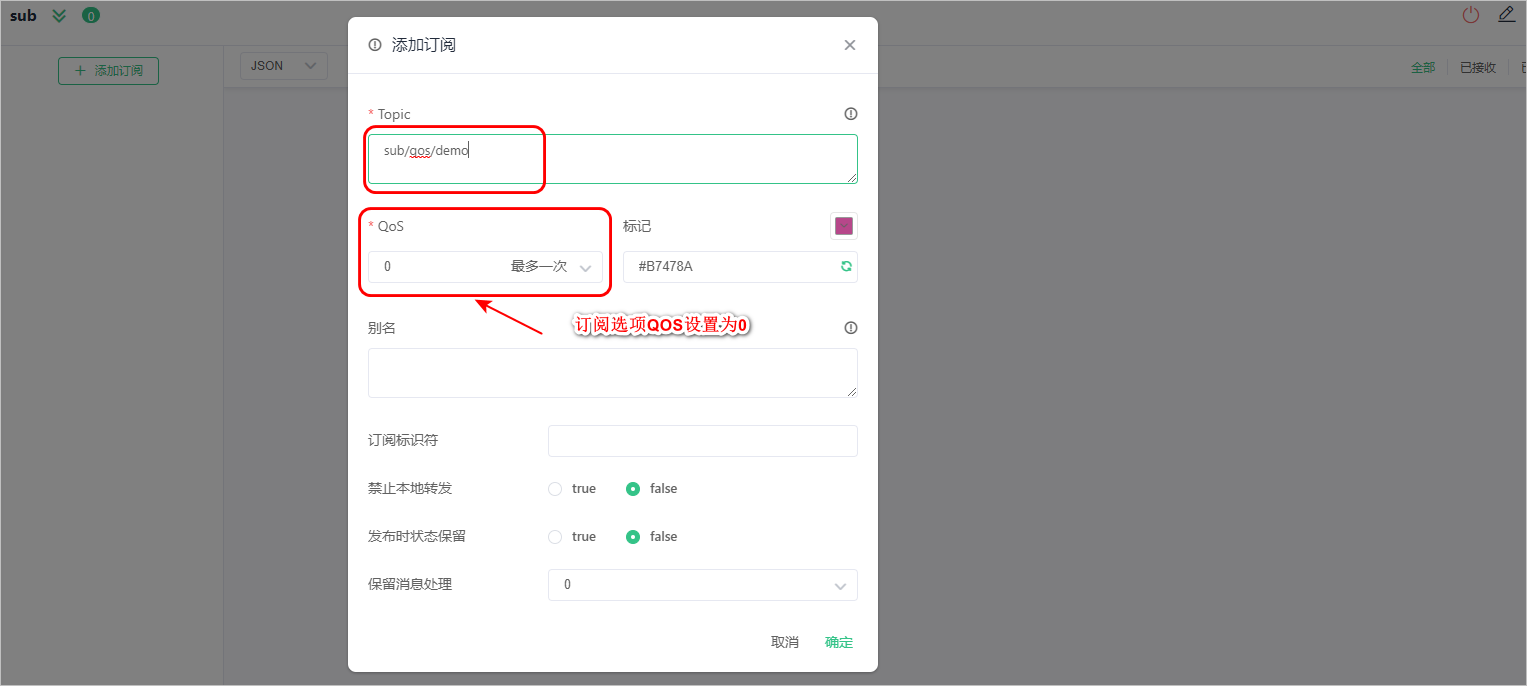 sub 0
添加订阅
+ 添加订阅
JSON
全部 已接收
* Topic
sub/qos/demo
* QoS
标记
0 最多一次
#B7478A
订阅选项QOS设置为0
别名
订阅标识符
禁止本地转发 true false
发布时状态保留 true false
保留消息处理 0
取消 确定